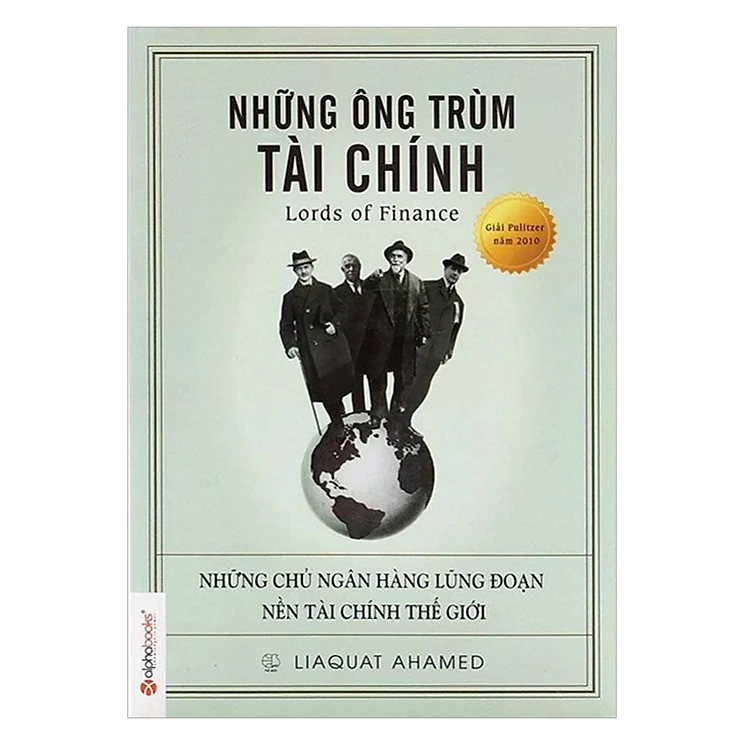 NHỮNG ÔNG TRÙM
TÀI CHÍNH
Lords of Finance
Giải Pulitzer
năm 2010
NHỮNG CHỦ NGÂN HÀNG LŨNG ĐOẠN
NỀN TÀI CHÍNH THẾ GIỚI
LIAQUAT AHAMED
alphabooks®